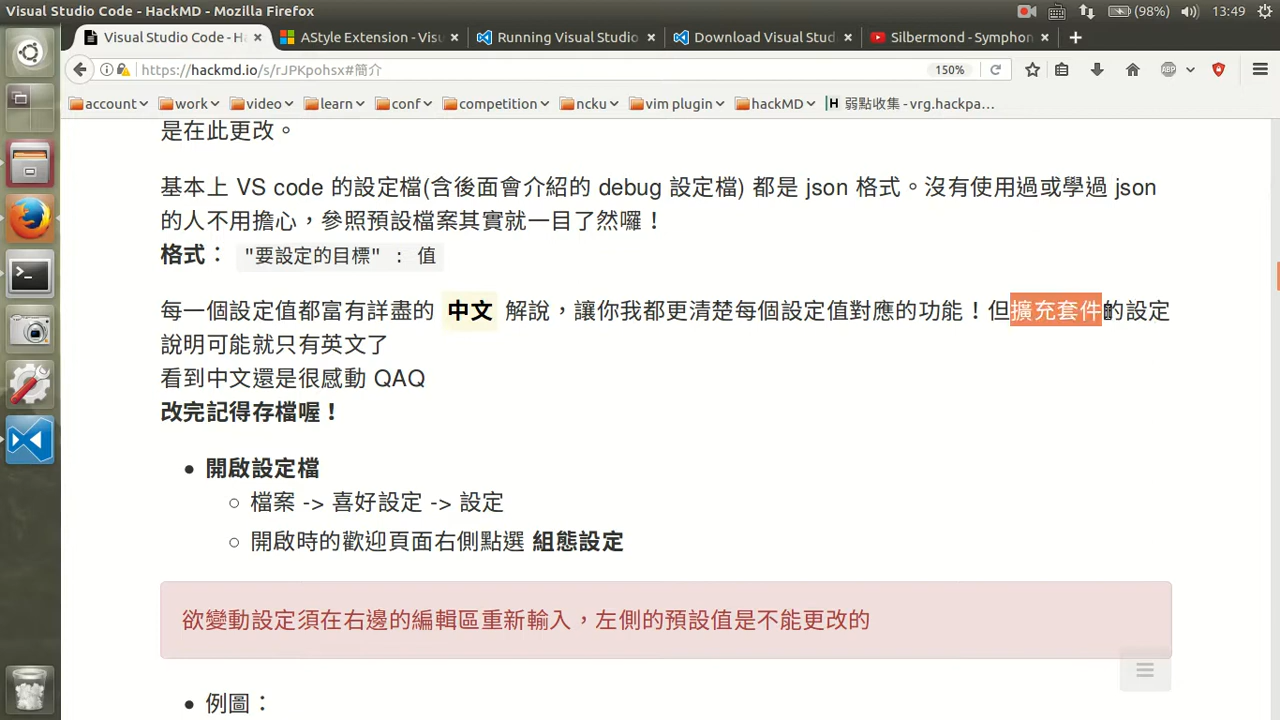 Visual Studio Code - HackMD - Mozilla Firefox
(98%)
13:49
Visual Studio Code - H
AStyle Extension - Visu
Running Visual Studio
Download Visual Stud
Silbermond - Symphon
https://hackmd.io/s/rJPKpohsx#簡介
150%
ABP
account
work
video
learn
conf
competition
ncku
vim plugin
hackMD
弱點收集 - vrg.hackpa…
是在此更改。
基本上 VS code 的設定檔(含後面會介紹的 debug 設定檔) 都是 json 格式。沒有使用過或學過 json
的人不用擔心，參照預設檔案其實就一目了然囉！
格式： "要設定的目標" : 值
每一個設定值都富有詳盡的 中文 解說，讓你我都更清楚每個設定值對應的功能！但擴充套件的設定
說明可能就只有英文了
看到中文還是很感動 QAQ
改完記得存檔喔！
開啟設定檔
檔案 -> 喜好設定 -> 設定
開啟時的歡迎頁面右側點選 組態設定
欲變動設定須在右邊的編輯區重新輸入，左側的預設值是不能更改的
例圖：